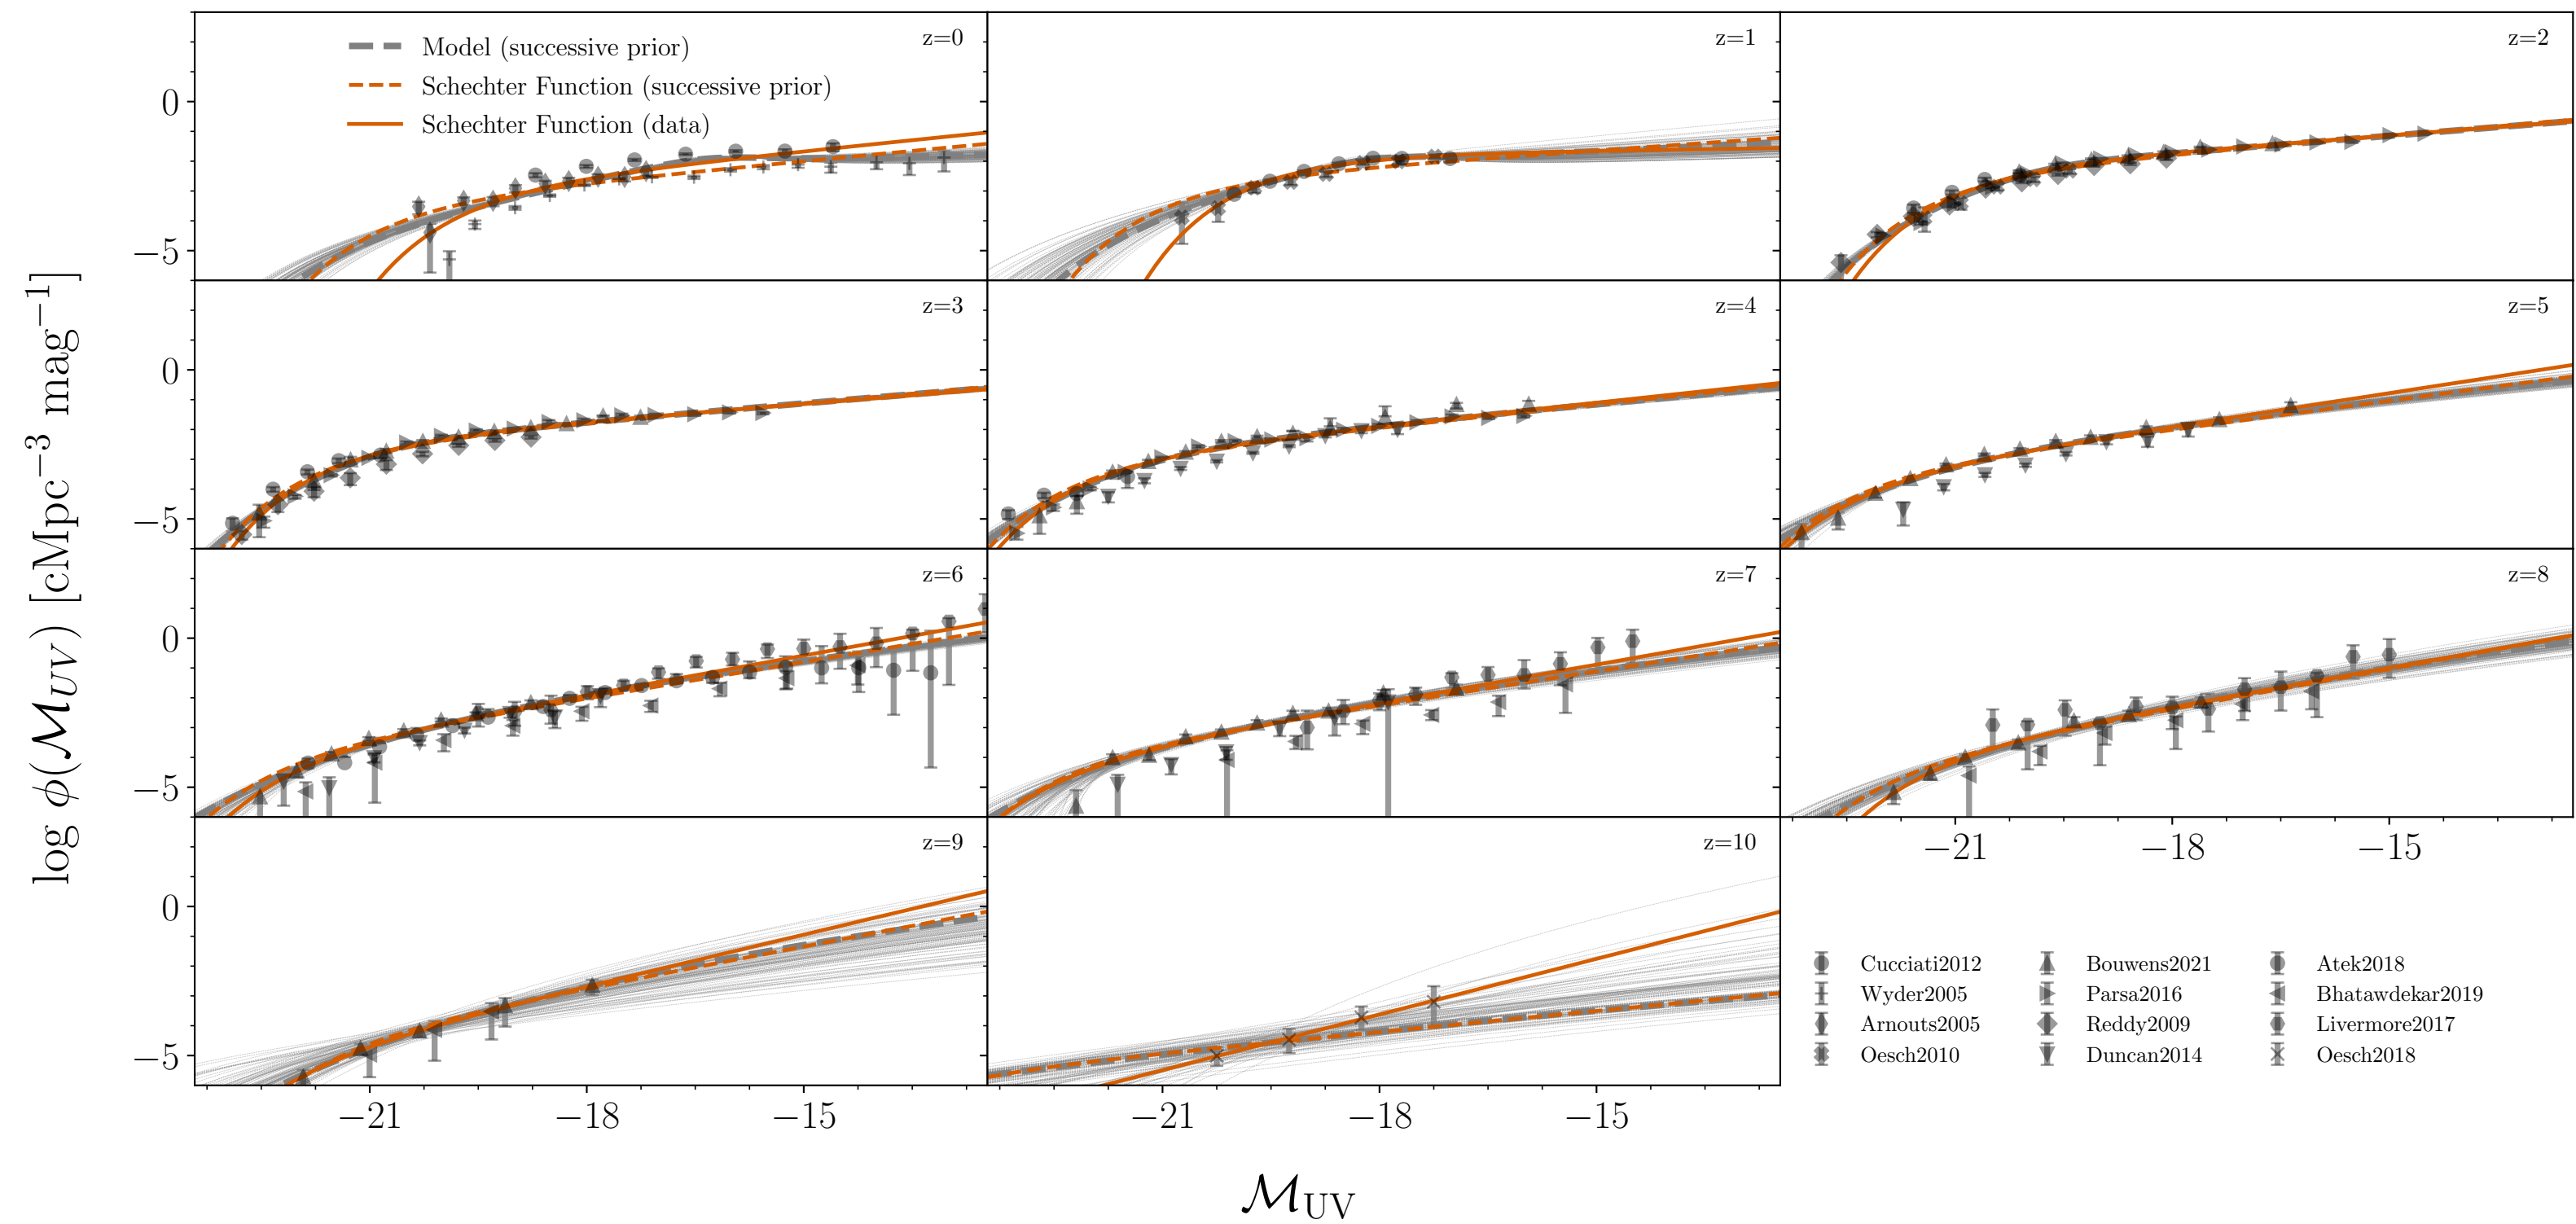 log ϕ(ℳ_UV) [cMpc⁻³ mag⁻¹]
Model (successive prior)
Schechter Function (successive prior)
Schechter Function (data)
z=0
z=1
z=2
0
−5
z=3
z=4
z=5
0
−5
z=6
z=7
z=8
0
−5
−21 −18 −15
z=9
z=10
0
−5
Cucciati2012
Wyder2005
Arnouts2005
Oesch2010
Bouwens2021
Parsa2016
Reddy2009
Duncan2014
Atek2018
Bhatawdekar2019
Livermore2017
Oesch2018
−21 −18 −15
−21 −18 −15
ℳ_UV